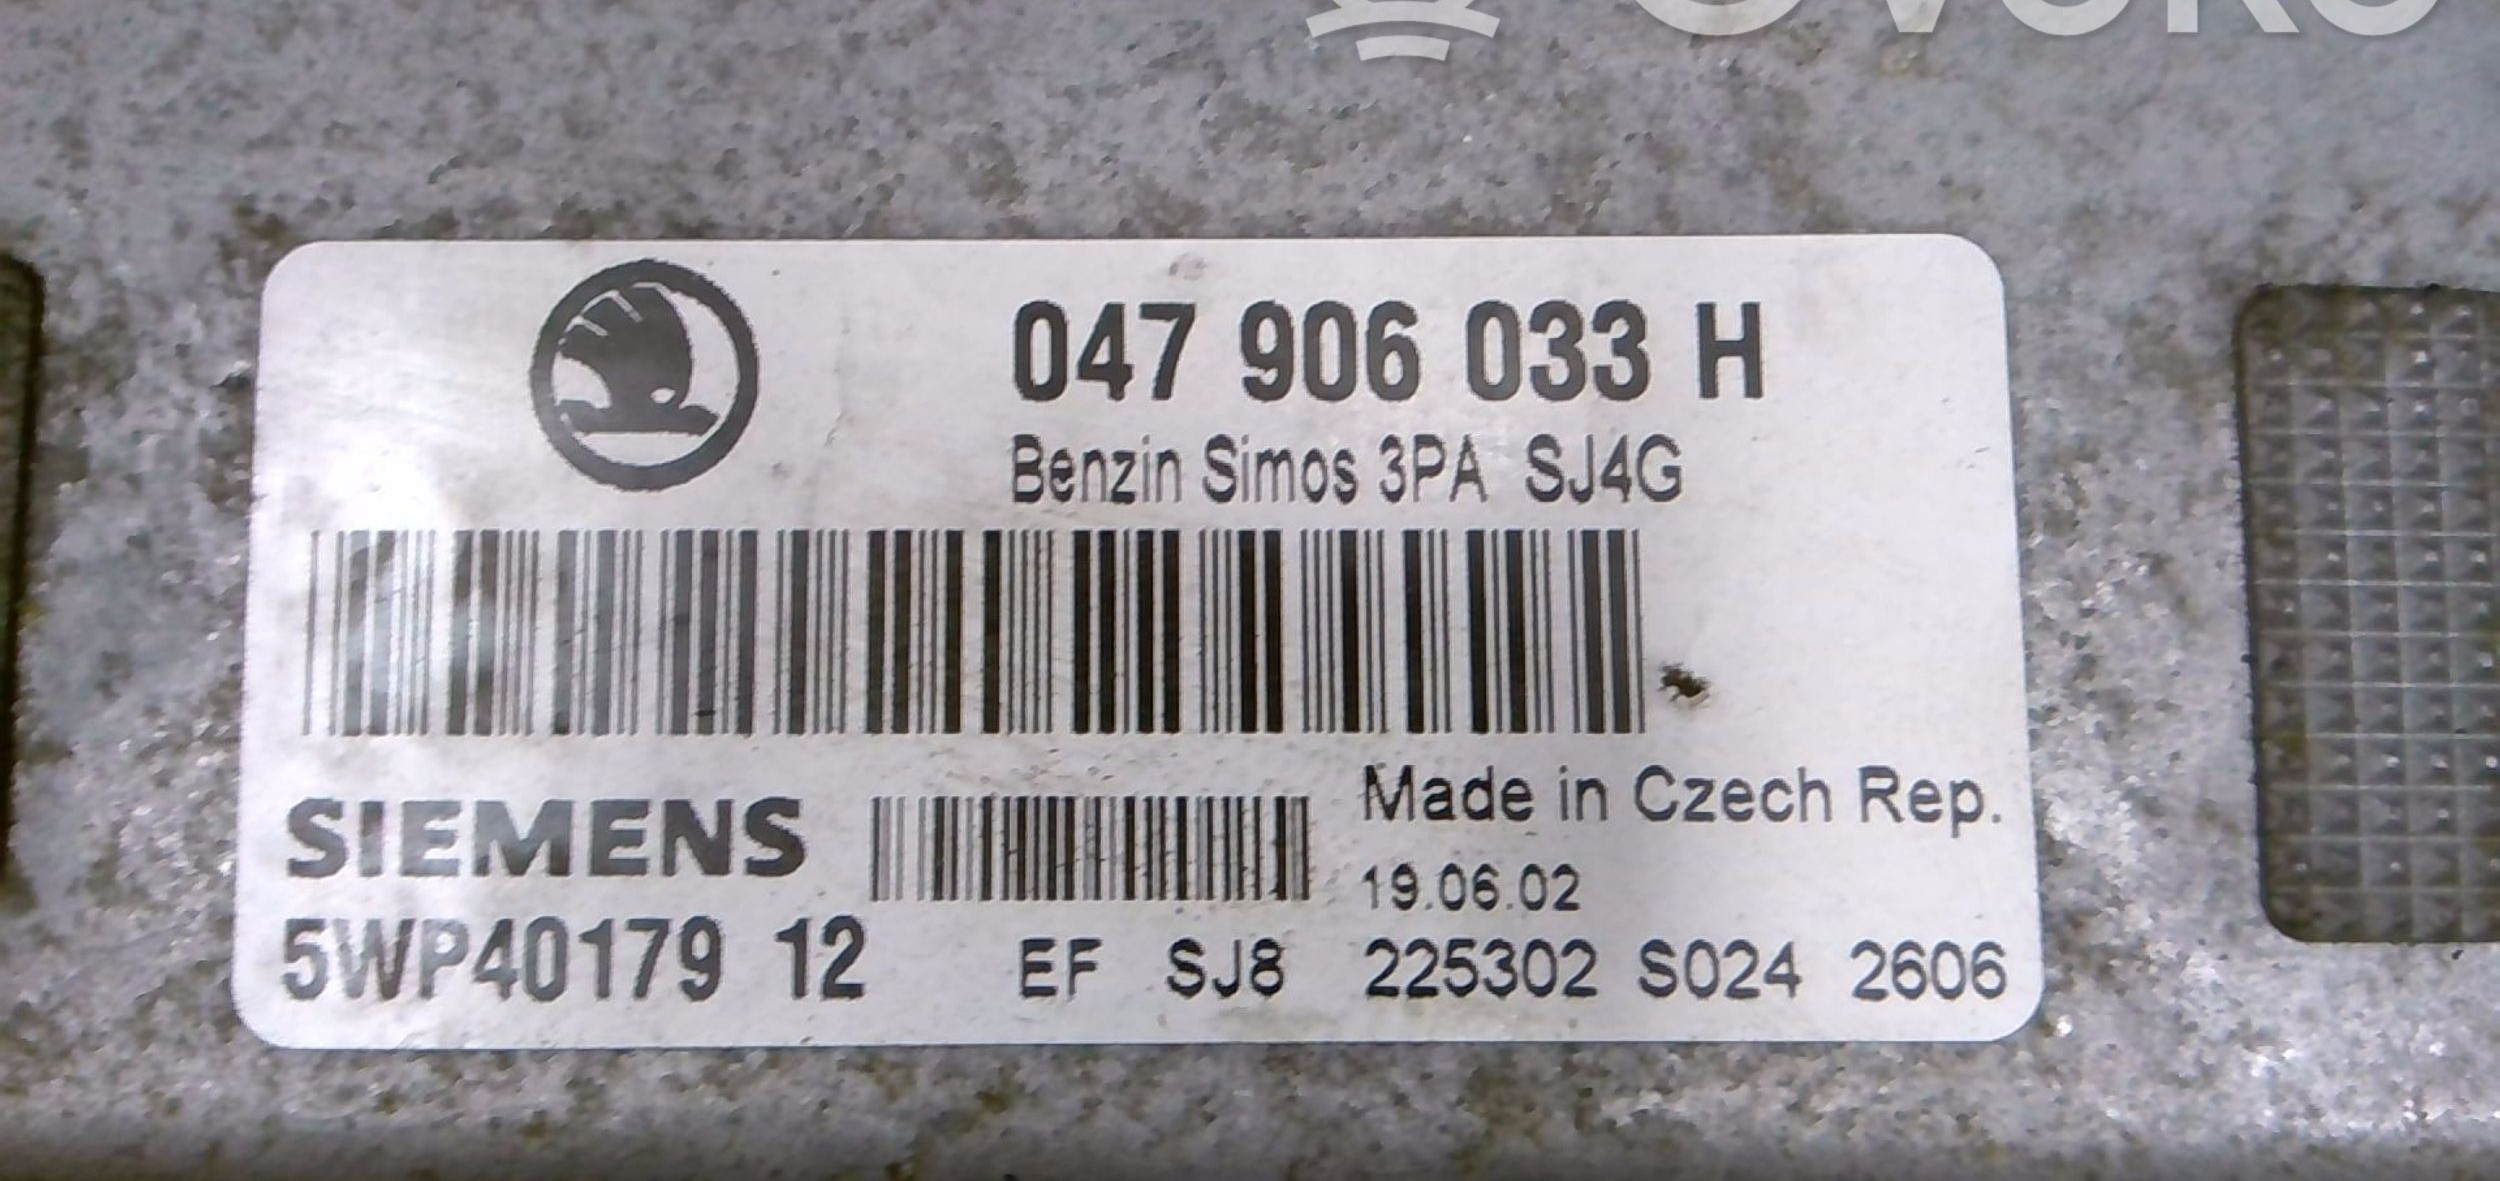 047 906 033 H
Benzin Simos 3PA SJ4G
SIEMENS
Made in Czech Rep.
19.06.02
5WP40179 12
EF SJ8 225302 S024 2606